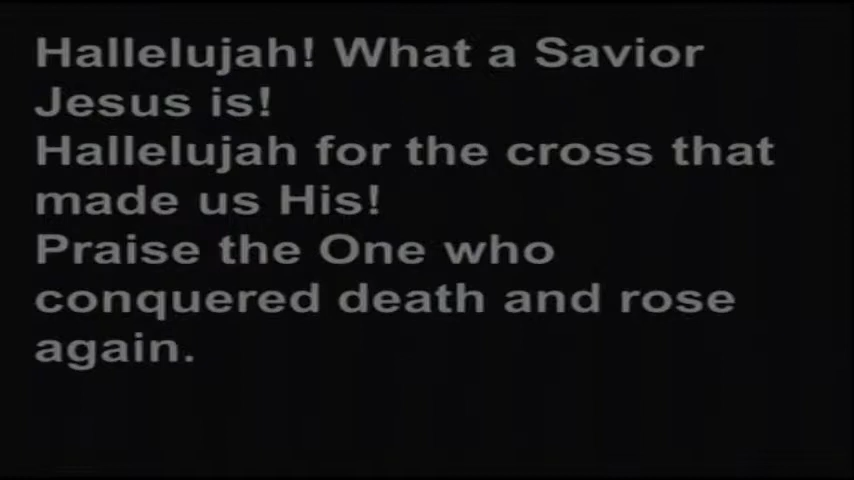 Hallelujah! What a Savior
Jesus is!
Hallelujah for the cross that
made us His!
Praise the One who
conquered death and rose
again.